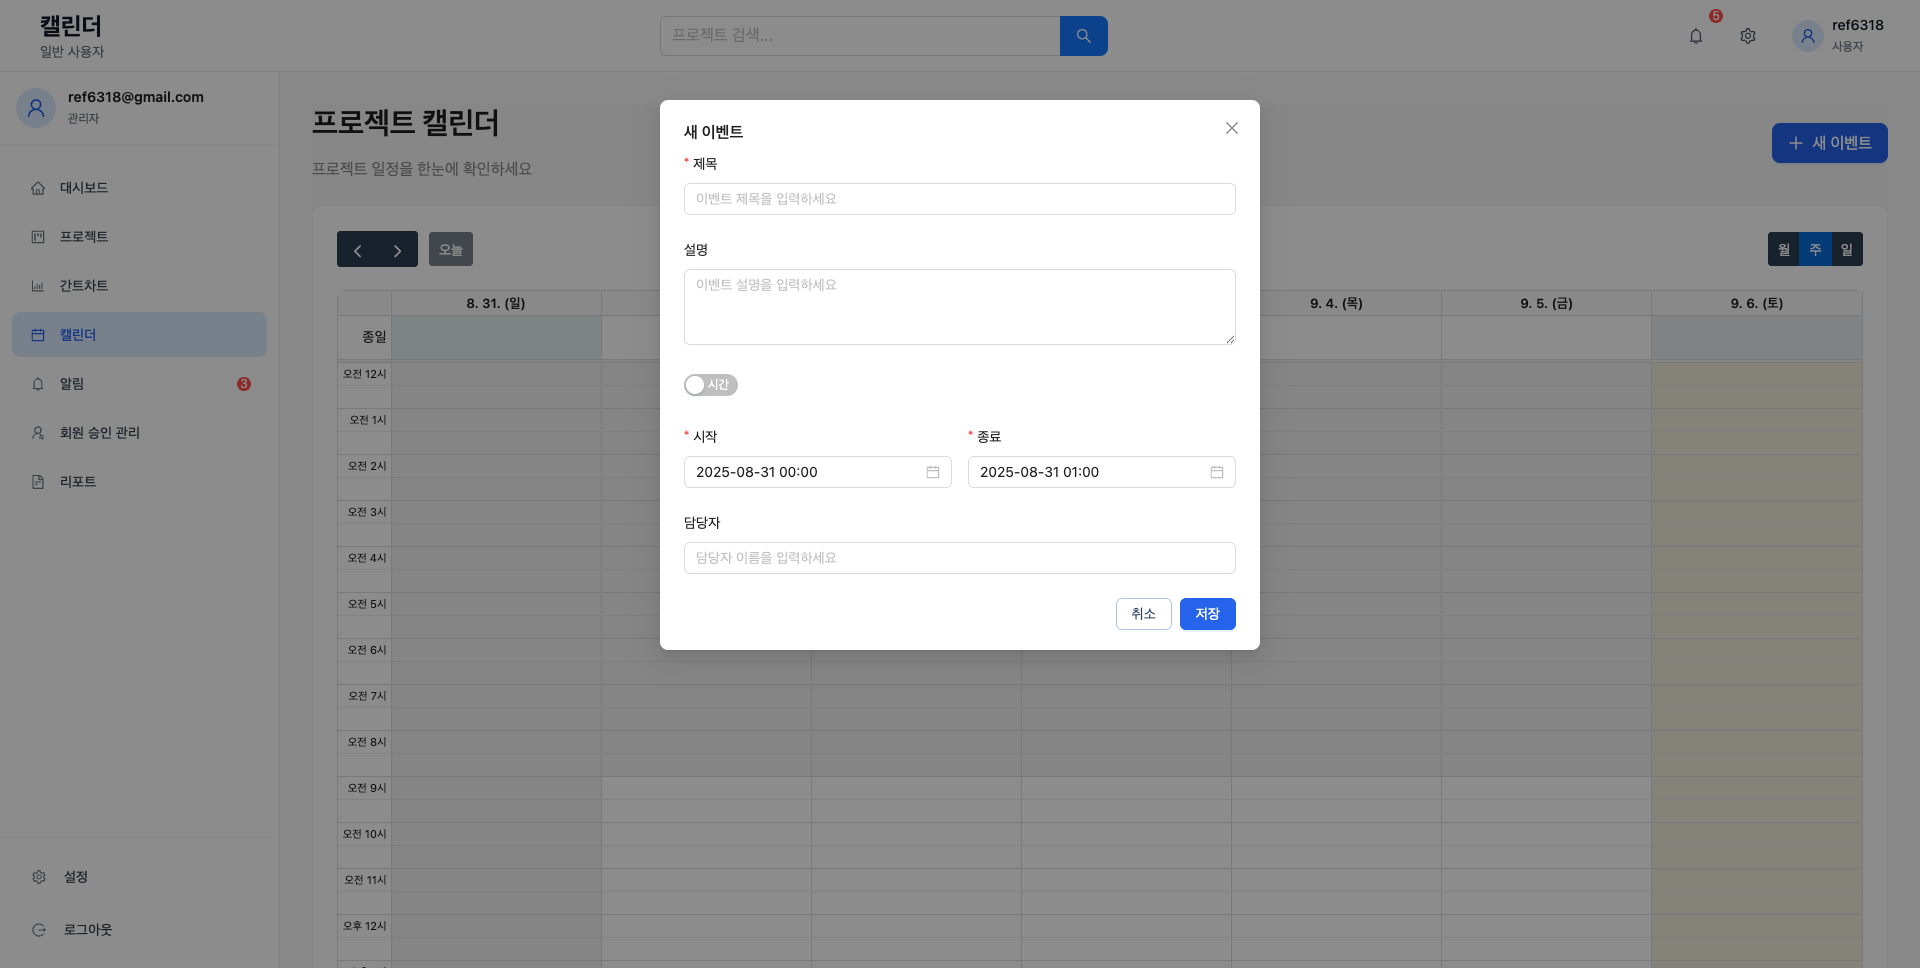 캘린더
일반 사용자
프로젝트 검색...
5
ref6318
사용자
ref6318@gmail.com
관리자
대시보드
프로젝트
간트차트
캘린더
알림
3
회원 승인 관리
리포트
설정
로그아웃
프로젝트 캘린더
프로젝트 일정을 한눈에 확인하세요
새 이벤트
오늘
월
주
일
8. 31. (일)
9. 4. (목)
9. 5. (금)
9. 6. (토)
종일
오전 12시
오전 1시
오전 2시
오전 3시
오전 4시
오전 5시
오전 6시
오전 7시
오전 8시
오전 9시
오전 10시
오전 11시
오후 12시
새 이벤트
* 제목
이벤트 제목을 입력하세요
설명
이벤트 설명을 입력하세요
시간
* 시작
2025-08-31 00:00
* 종료
2025-08-31 01:00
담당자
담당자 이름을 입력하세요
취소
저장